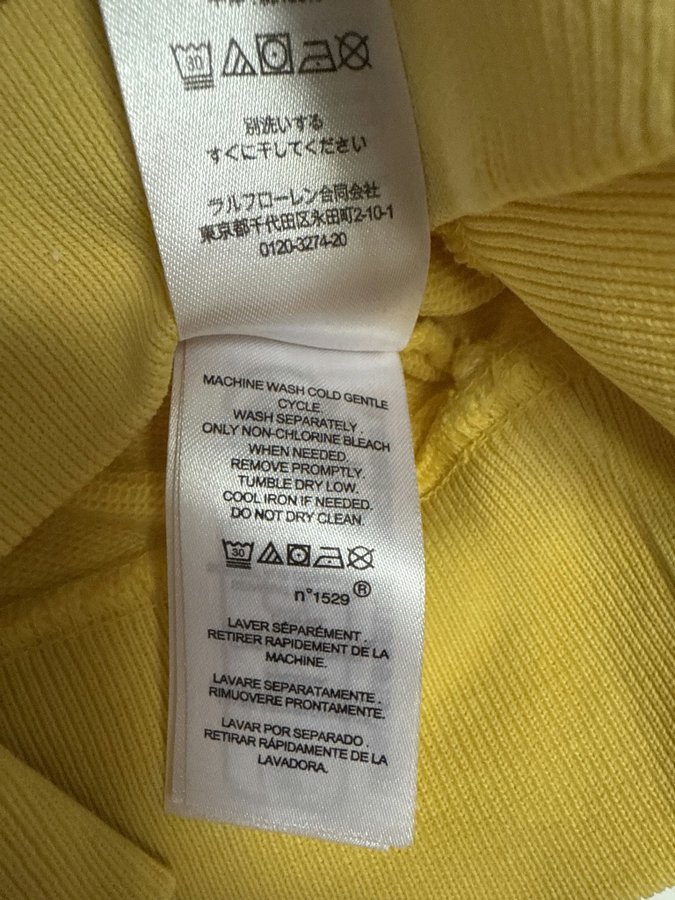 30
別洗いする
すぐに干してください
ラルフローレン合同会社
東京都千代田区永田町2-10-1
0120-3274-20
MACHINE WASH COLD GENTLE
CYCLE.
WASH SEPARATELY .
ONLY NON-CHLORINE BLEACH
WHEN NEEDED.
REMOVE PROMPTLY.
TUMBLE DRY LOW.
COOL IRON IF NEEDED.
DO NOT DRY CLEAN.
30
n°1529 ®
LAVER SÉPARÉMENT .
RETIRER RAPIDEMENT DE LA
MACHINE.
LAVARE SEPARATAMENTE .
RIMUOVERE PRONTAMENTE.
LAVAR POR SEPARADO .
RETIRAR RÁPIDAMENTE DE LA
LAVADORA.